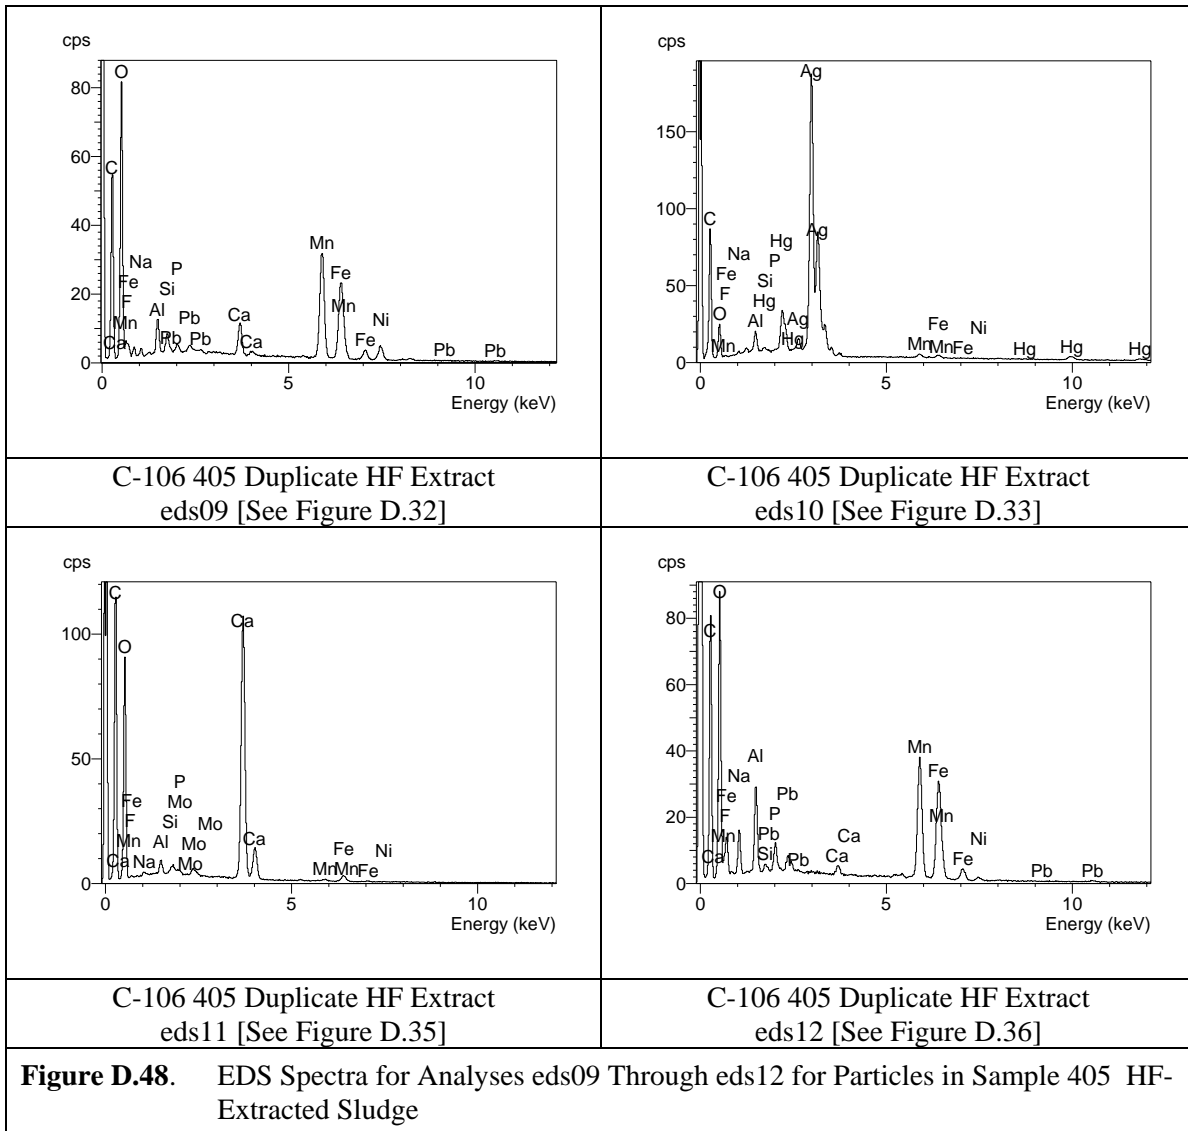 cps
O
80
C
60
40
Mn
Na
P
Fe
Fe
Si
20
F
Al
Pb
Ca
Mn
Ni
Mn
Pb
Pb
Ca
Ca
Fe
Pb
Pb
0
0
5
10
Energy (keV)
C-106 405 Duplicate HF Extract
eds09 [See Figure D.32]
cps
Ag
150
100
C
Ag
Hg
Na
P
Fe
Si
50
F
Hg
O
Al
Ag
Fe
Ni
Mn
Hg
Mn
Mn
Fe
Hg
Hg
Hg
0
0
5
10
Energy (keV)
C-106 405 Duplicate HF Extract
eds10 [See Figure D.33]
cps
C
Ca
100
O
50
P
Fe
Mo
F
Si
Mo
Mn
Al
Mo
Ca
Fe
Ni
Ca
Na
Mo
Mn
Mn
Fe
0
0
5
10
Energy (keV)
C-106 405 Duplicate HF Extract
eds11 [See Figure D.35]
cps
O
80
C
60
40
Mn
Al
Na
Fe
Fe
Pb
F
P
20
Mn
Mn
Pb
Ca
Ni
Ca
Si
Pb
Ca
Fe
Pb
Pb
0
0
5
10
Energy (keV)
C-106 405 Duplicate HF Extract
eds12 [See Figure D.36]
Figure D.48. EDS Spectra for Analyses eds09 Through eds12 for Particles in Sample 405 HF-
Extracted Sludge